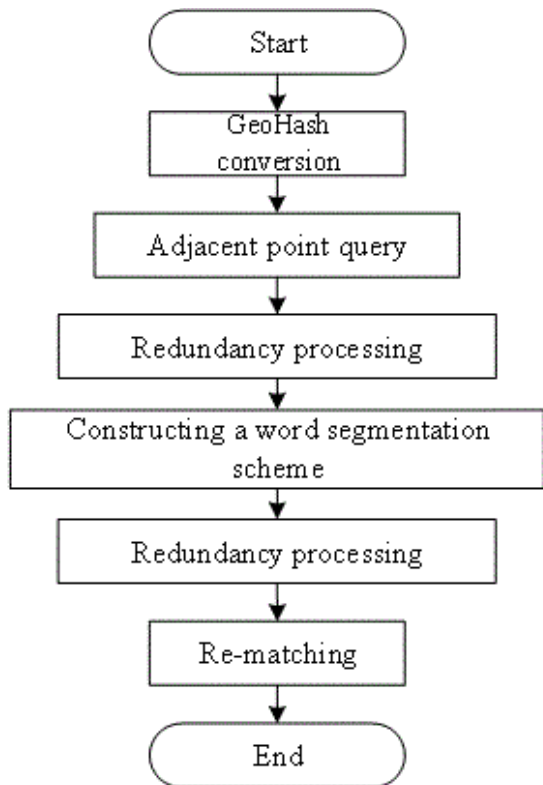 Start
GeoHash
conversion
Adjacent point query
Redundancy processing
Constructing a word segmentation
scheme
Redundancy processing
Re-matching
End